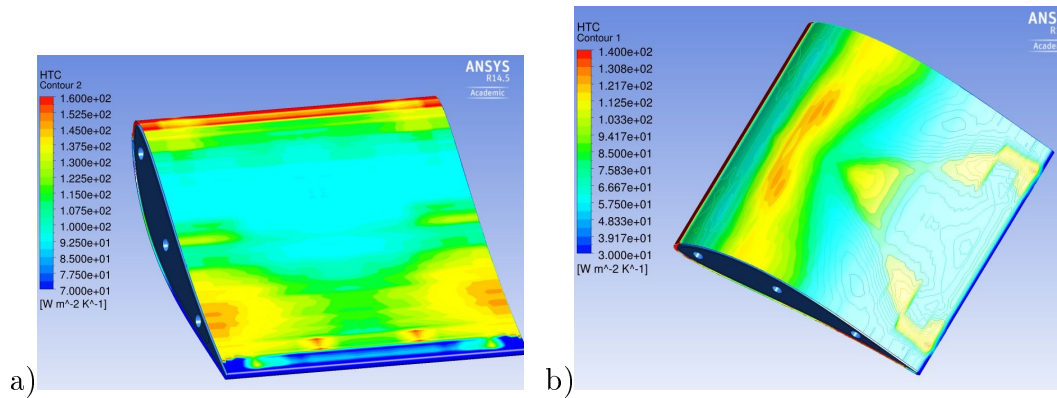 HTC
Contour 2
ANSYS
R14.5
Academic
1.600e+02
1.525e+02
1.450e+02
1.375e+02
1.300e+02
1.225e+02
1.150e+02
1.075e+02
1.000e+02
9.250e+01
8.500e+01
7.750e+01
7.000e+01
[W m^-2 K^-1]
a)
HTC
Contour 1
ANS
R1
Acade
1.400e+02
1.308e+02
1.217e+02
1.125e+02
1.033e+02
9.417e+01
8.500e+01
7.583e+01
6.667e+01
5.750e+01
4.833e+01
3.917e+01
3.000e+01
[W m^-2 K^-1]
b)